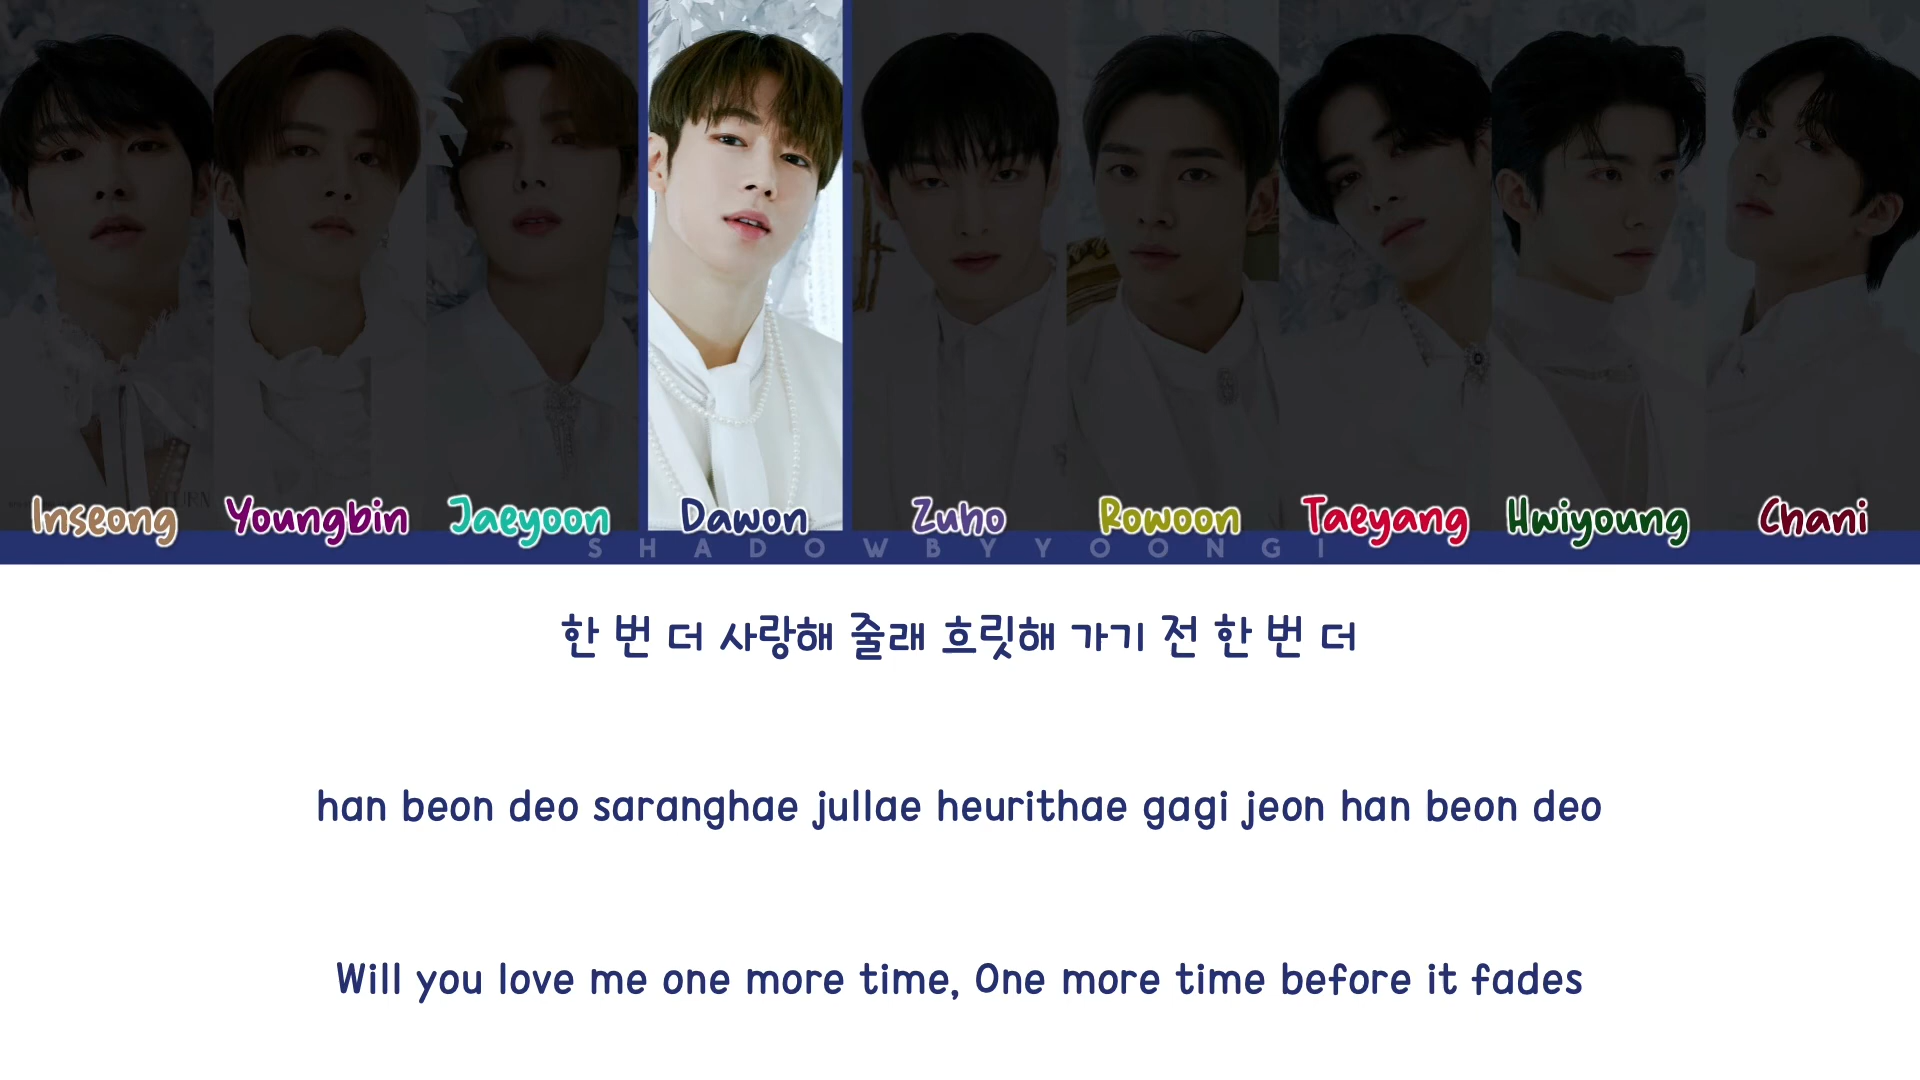 Inseong Youngbin Jaeyoon Dawon Zuho Rowoon Taeyang Hwiyoung Chani
SHADOWBYYOONGI
한 번 더 사랑해 줄래 흐릿해 가기 전 한 번 더
han beon deo saranghae jullae heurithae gagi jeon han beon deo
Will you love me one more time, One more time before it fades